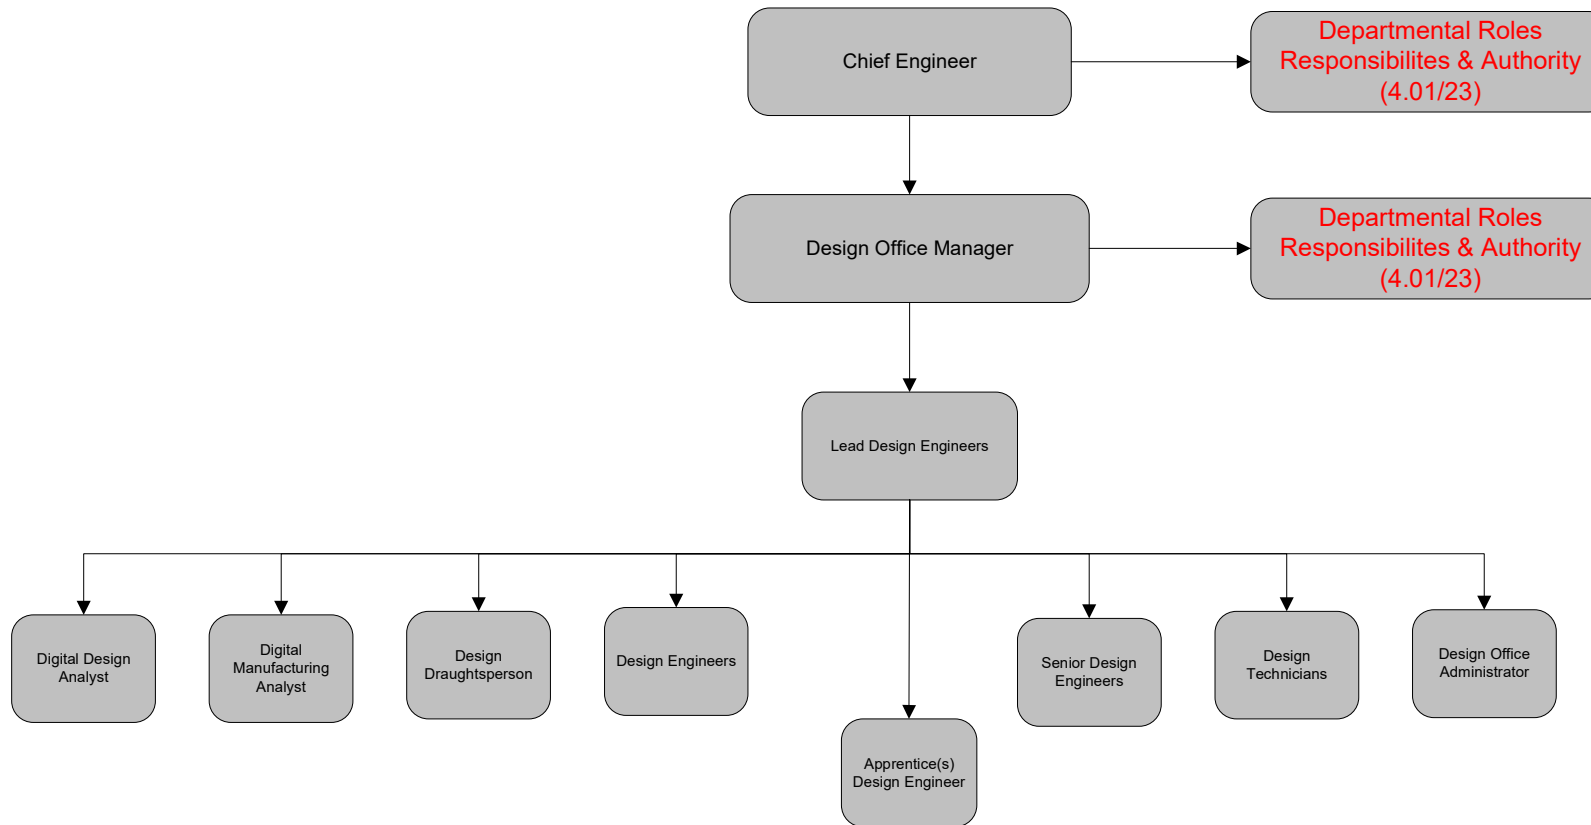 Chief Engineer
Departmental Roles
Responsibilites & Authority
(4.01/23)
Design Office Manager
Departmental Roles
Responsibilites & Authority
(4.01/23)
Lead Design Engineers
Digital Design
Analyst
Digital
Manufacturing
Analyst
Design
Draughtsperson
Design Engineers
Apprentice(s)
Design Engineer
Senior Design
Engineers
Design
Technicians
Design Office
Administrator